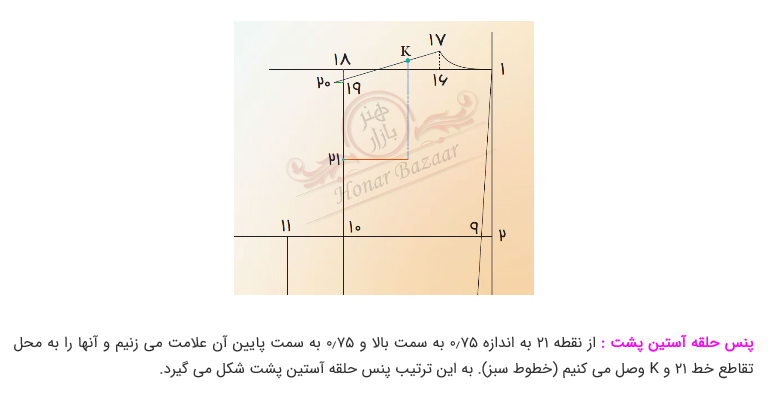 ۱۷
K
۱۸
۱
۲۰
۱۹
۱۶
هنر
بازار
۲۱
Honar Bazaar
۱۱
۱۰
۹
۲
پنس حلقه آستین پشت : از نقطه ۲۱ به اندازه ۰٫۷۵ به سمت بالا و ۰٫۷۵ به سمت پایین آن علامت می زنیم و آنها را به محل
تقاطع خط ۲۱ و K وصل می کنیم (خطوط سبز). به این ترتیب پنس حلقه آستین پشت شکل می گیرد.